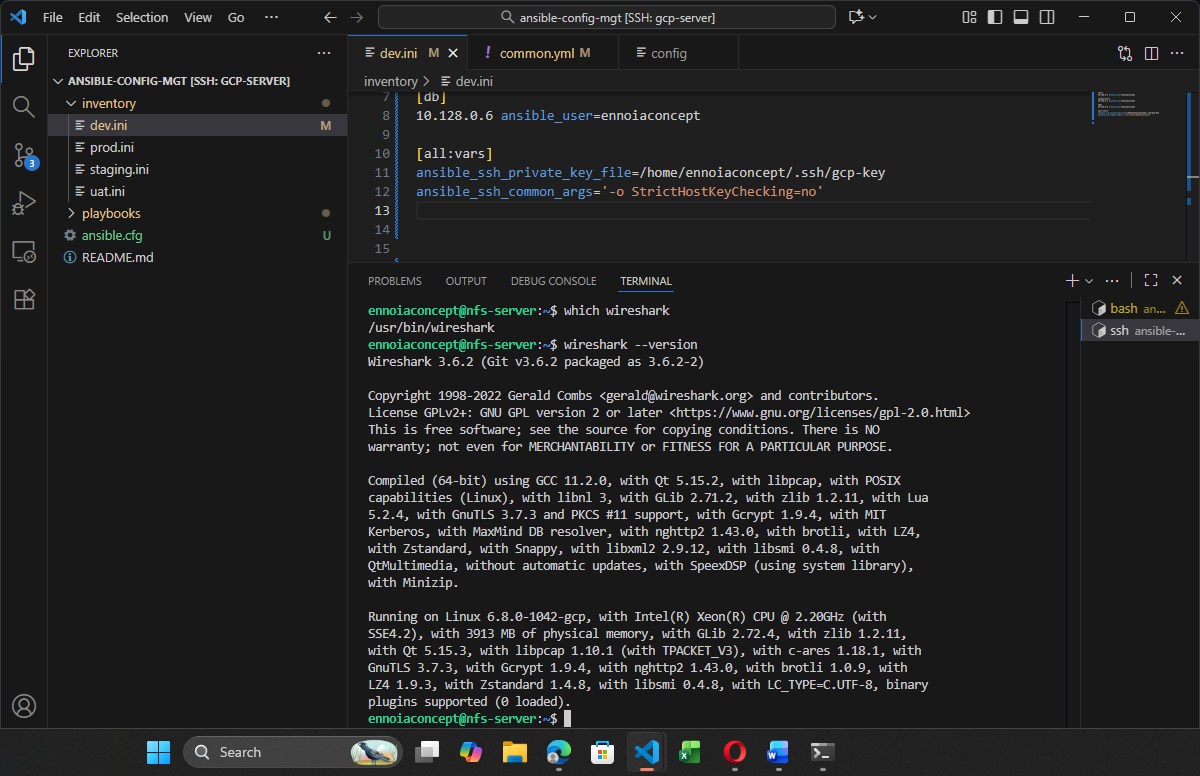 File Edit Selection View Go ···
ansible-config-mgt [SSH: gcp-server]
EXPLORER
ANSIBLE-CONFIG-MGT [SSH: GCP-SERVER]
inventory
dev.ini M
prod.ini
staging.ini
uat.ini
playbooks
ansible.cfg U
README.md
3
dev.ini M
! common.yml M
config
inventory > dev.ini
7 [db]
8 10.128.0.6 ansible_user=ennoiaconcept
9
10 [all:vars]
11 ansible_ssh_private_key_file=/home/ennoiaconcept/.ssh/gcp-key
12 ansible_ssh_common_args='-o StrictHostKeyChecking=no'
13
14
15
PROBLEMS OUTPUT DEBUG CONSOLE TERMINAL
bash an...
ssh ansible-...
ennoiaconcept@nfs-server:~$ which wireshark
/usr/bin/wireshark
ennoiaconcept@nfs-server:~$ wireshark --version
Wireshark 3.6.2 (Git v3.6.2 packaged as 3.6.2-2)
Copyright 1998-2022 Gerald Combs <gerald@wireshark.org> and contributors.
License GPLv2+: GNU GPL version 2 or later <https://www.gnu.org/licenses/gpl-2.0.html>
This is free software; see the source for copying conditions. There is NO
warranty; not even for MERCHANTABILITY or FITNESS FOR A PARTICULAR PURPOSE.
Compiled (64-bit) using GCC 11.2.0, with Qt 5.15.2, with libpcap, with POSIX
capabilities (Linux), with libnl 3, with GLib 2.71.2, with zlib 1.2.11, with Lua
5.2.4, with GnuTLS 3.7.3 and PKCS #11 support, with Gcrypt 1.9.4, with MIT
Kerberos, with MaxMind DB resolver, with nghttp2 1.43.0, with brotli, with LZ4,
with Zstandard, with Snappy, with libxml2 2.9.12, with libsmi 0.4.8, with
QtMultimedia, without automatic updates, with SpeexDSP (using system library),
with Minizip.
Running on Linux 6.8.0-1042-gcp, with Intel(R) Xeon(R) CPU @ 2.20GHz (with
SSE4.2), with 3913 MB of physical memory, with GLib 2.72.4, with zlib 1.2.11,
with Qt 5.15.3, with libpcap 1.10.1 (with TPACKET_V3), with c-ares 1.18.1, with
GnuTLS 3.7.3, with Gcrypt 1.9.4, with nghttp2 1.43.0, with brotli 1.0.9, with
LZ4 1.9.3, with Zstandard 1.4.8, with libsmi 0.4.8, with LC_TYPE=C.UTF-8, binary
plugins supported (0 loaded).
ennoiaconcept@nfs-server:~$
Search